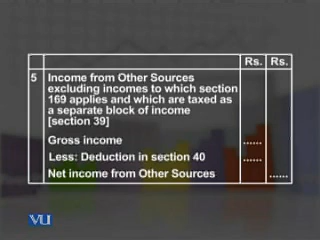 Rs. Rs.
5 Income from Other Sources
excluding incomes to which section
169 applies and which are taxed as
a separate block of income
[section 39]
Gross income ......
Less: Deduction in section 40 ......
Net income from Other Sources ......
VU